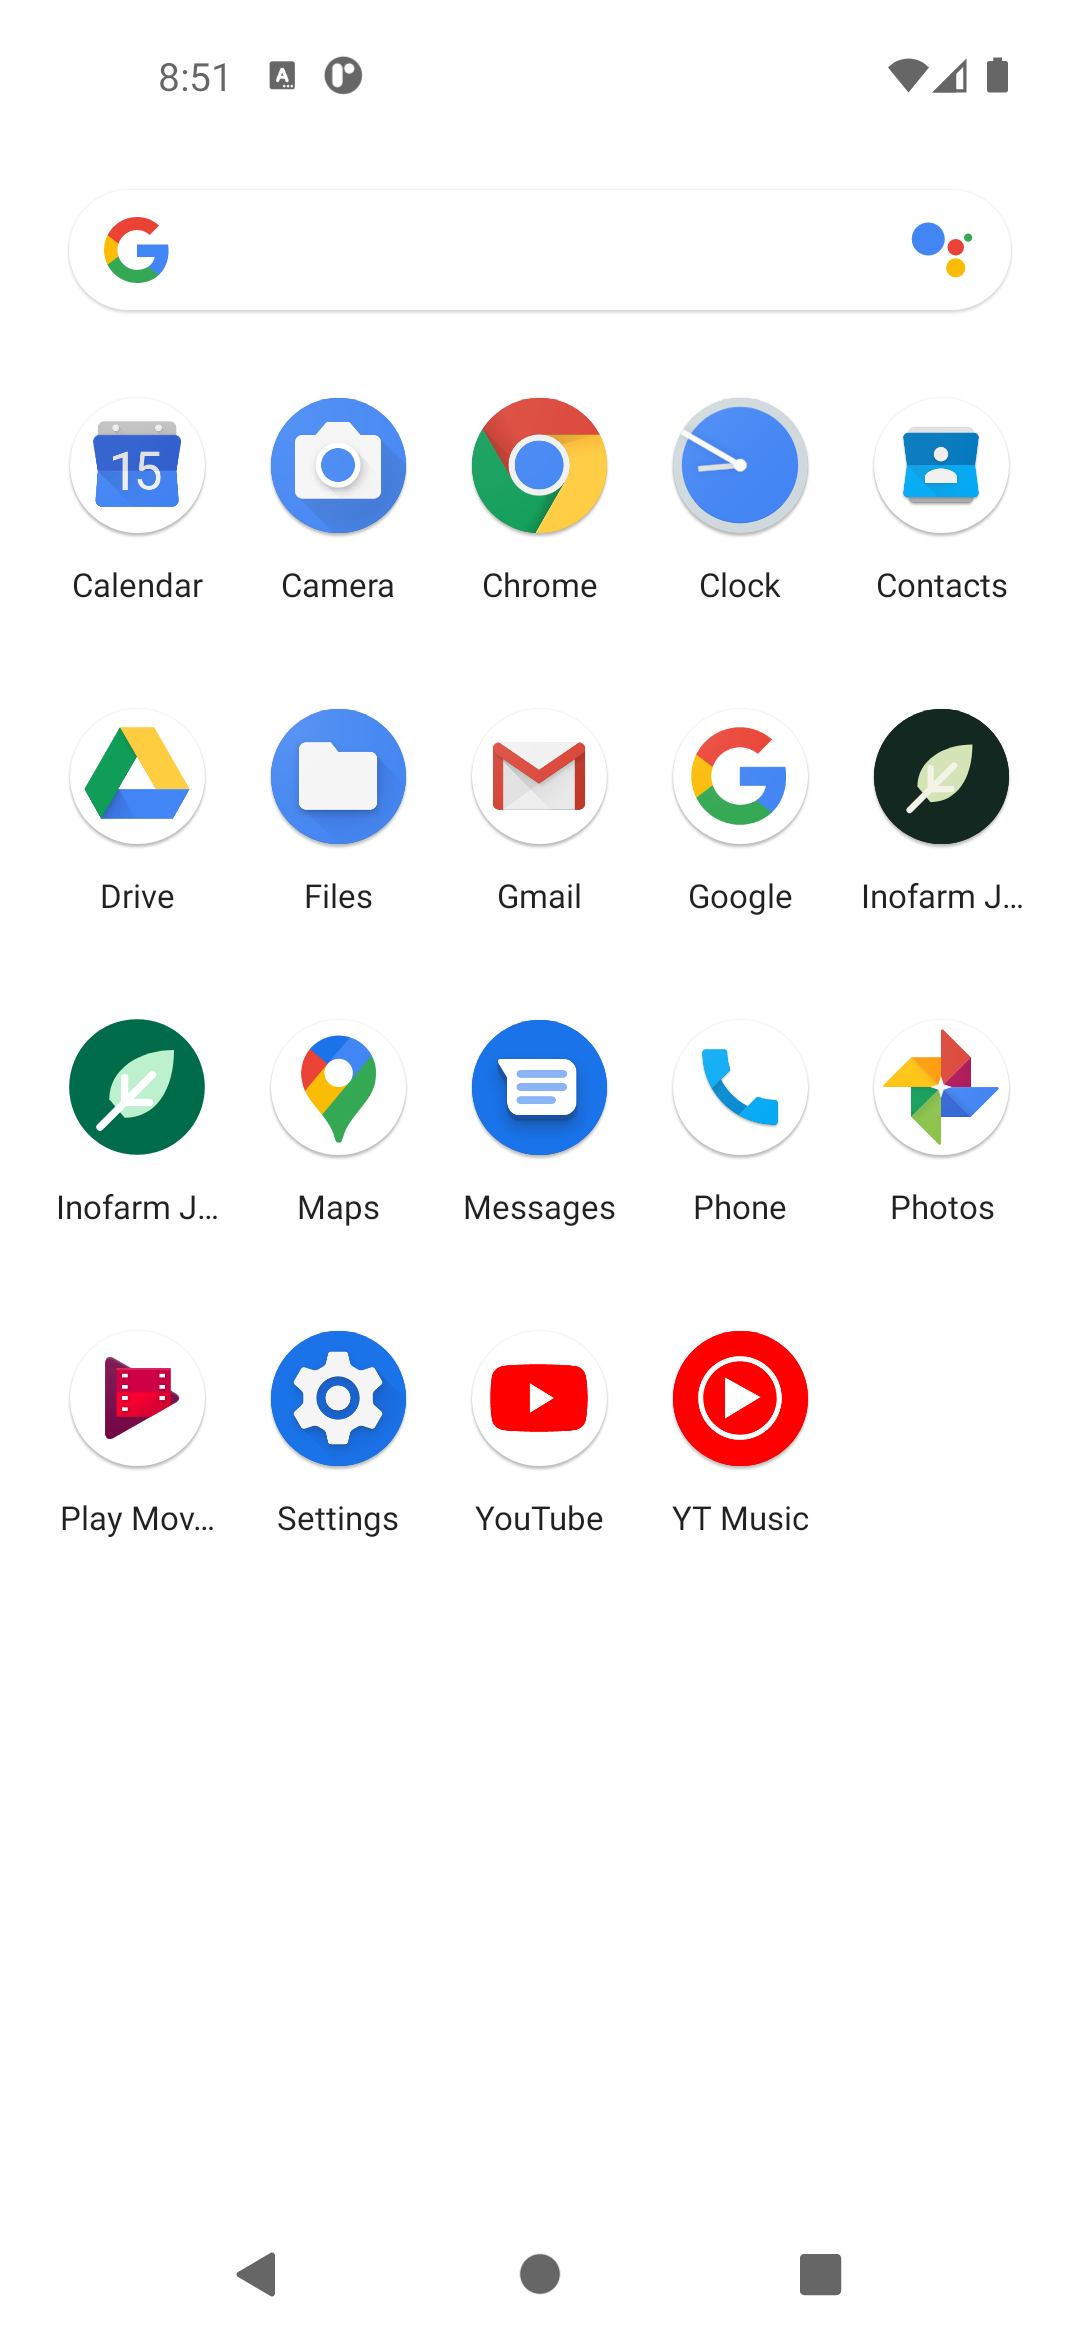 8:51
Calendar Camera Chrome Clock Contacts
Drive Files Gmail Google Inofarm J...
Inofarm J... Maps Messages Phone Photos
Play Mov... Settings YouTube YT Music